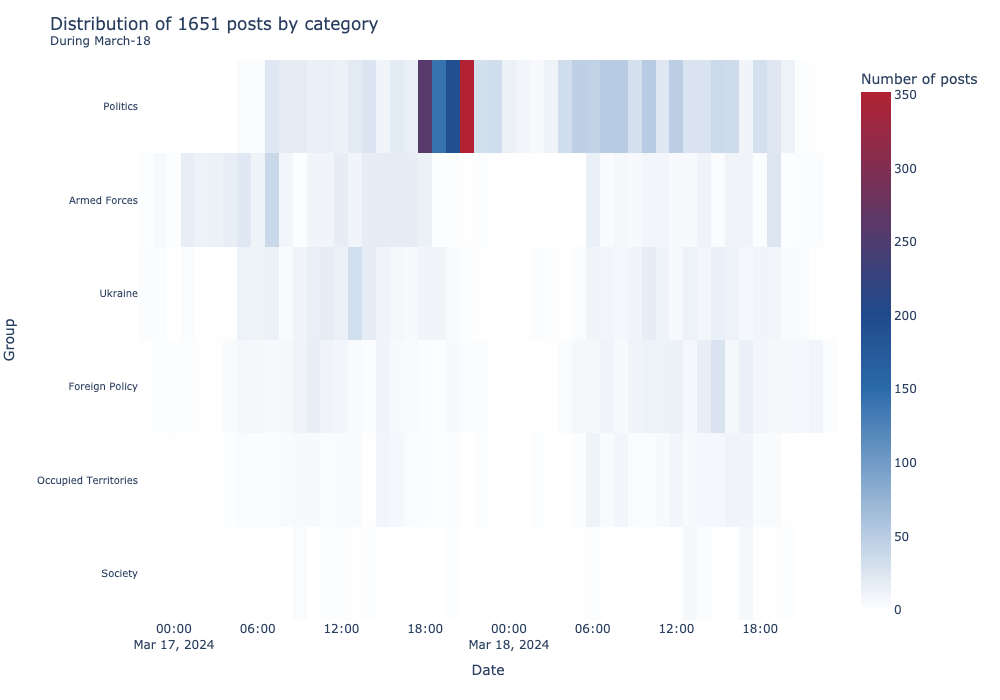 Distribution of 1651 posts by category
During March-18
Number of posts
350
300
250
200
150
100
50
0
Group
Politics
Armed Forces
Ukraine
Foreign Policy
Occupied Territories
Society
00:00 06:00 12:00 18:00 00:00 06:00 12:00 18:00
Mar 17, 2024 Mar 18, 2024
Date